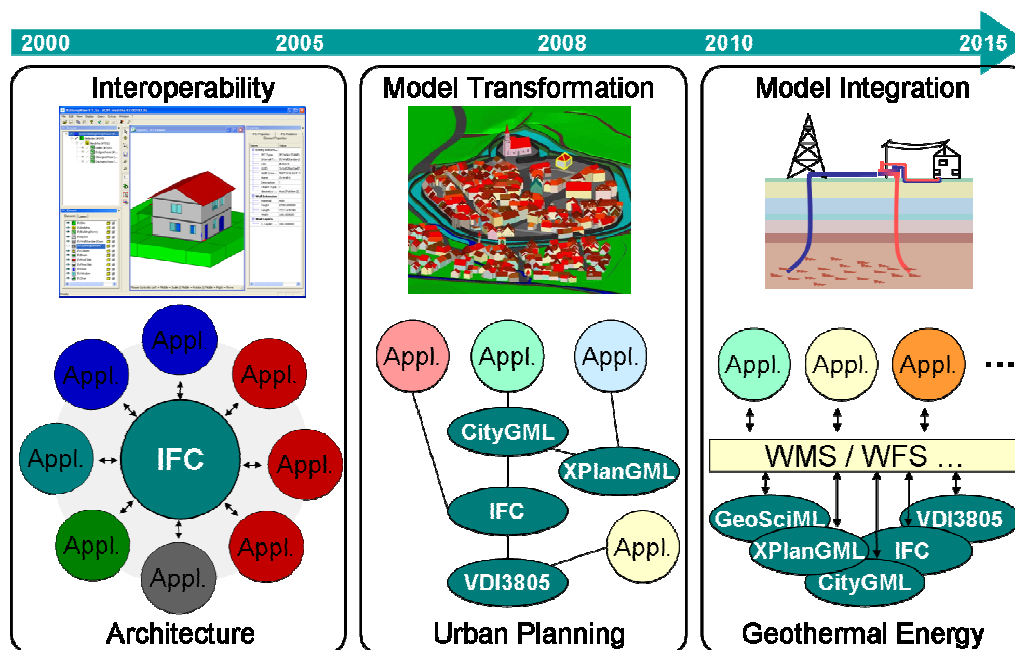 2000 2005 2008 2010 2015
Interoperability
Appl.
Appl.
Appl.
Appl.
IFC
Appl.
Appl.
Appl.
Appl.
Architecture
Model Transformation
Appl.
Appl.
Appl.
CityGML
XPlanGML
IFC
Appl.
VDI3805
Urban Planning
Model Integration
Appl.
Appl.
Appl.
...
WMS / WFS ...
GeoSciML
VDI3805
XPlanGML
IFC
CityGML
Geothermal Energy